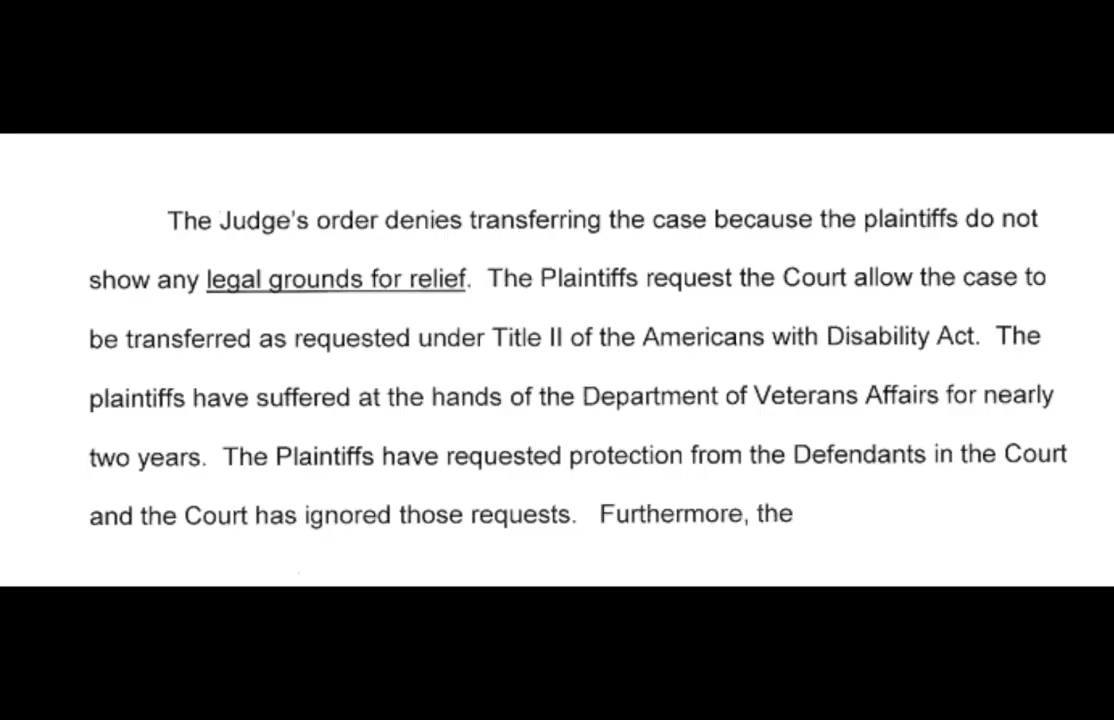 The Judge's order denies transferring the case because the plaintiffs do not
show any legal grounds for relief. The Plaintiffs request the Court allow the case to
be transferred as requested under Title II of the Americans with Disability Act. The
plaintiffs have suffered at the hands of the Department of Veterans Affairs for nearly
two years. The Plaintiffs have requested protection from the Defendants in the Court
and the Court has ignored those requests. Furthermore, the